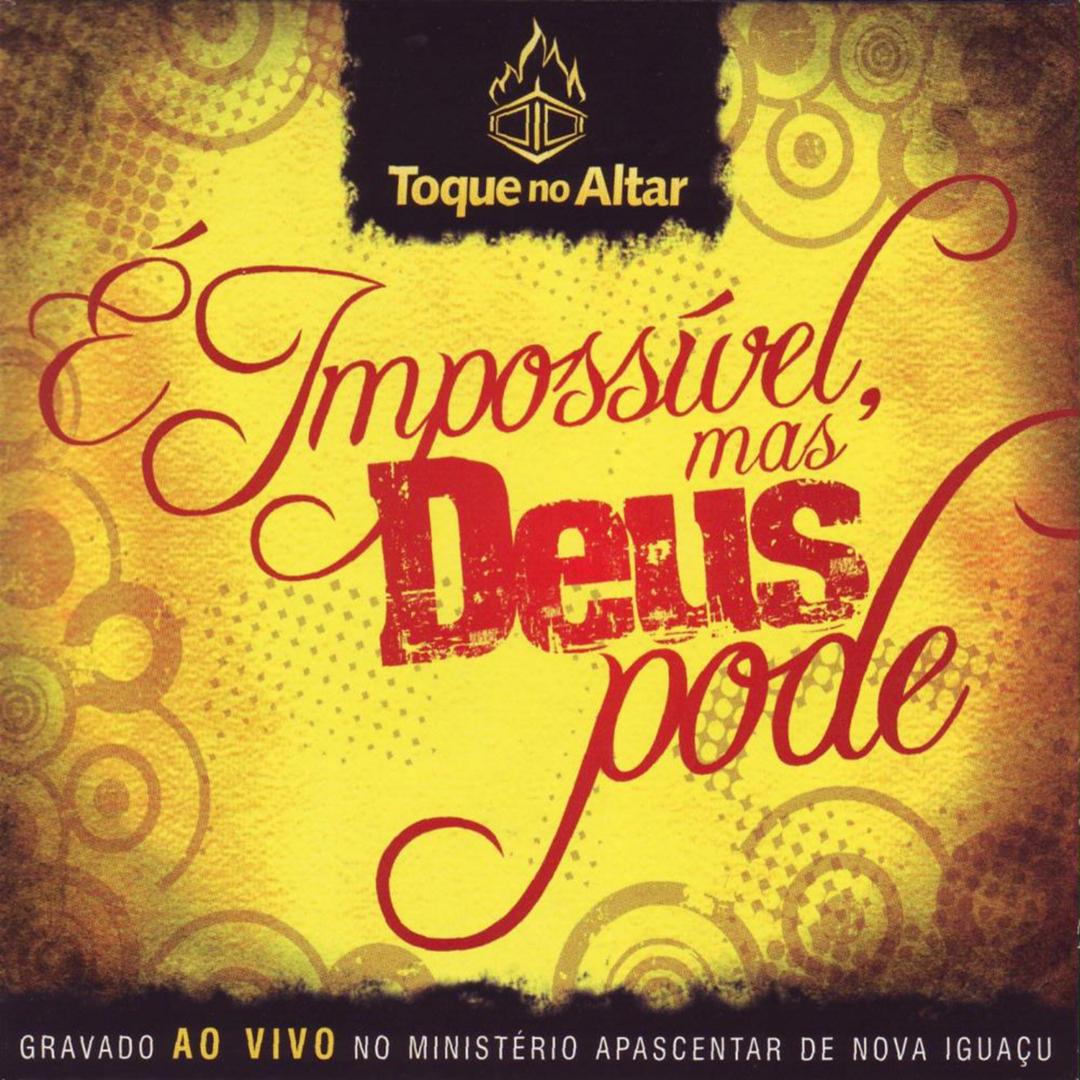 Toque no Altar
É Impossível,
mas
Deus
pode
GRAVADO AO VIVO NO MINISTÉRIO APASCENTAR DE NOVA IGUAÇU